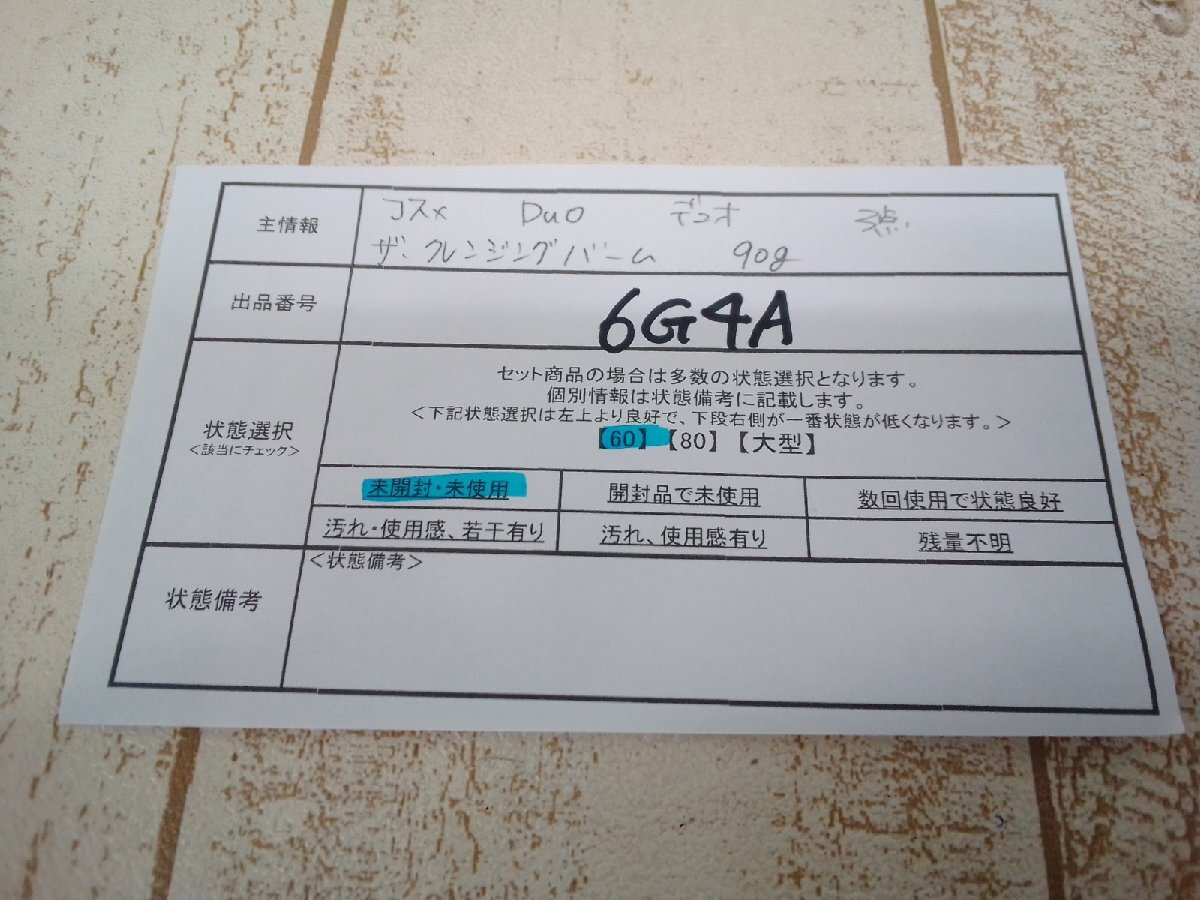 主情報
コスメ Duo デュオ 3点
ザ・クレンジングバーム 90g
出品番号
6G4A
状態選択
<該当にチェック>
セット商品の場合は多数の状態選択となります。
個別情報は状態備考に記載します。
<下記状態選択は左上より良好で、下段右側が一番状態が低くなります。>
【60】【80】【大型】
未開封・未使用
開封品で未使用
数回使用で状態良好
汚れ・使用感、若干有り
汚れ、使用感有り
残量不明
状態備考
<状態備考>